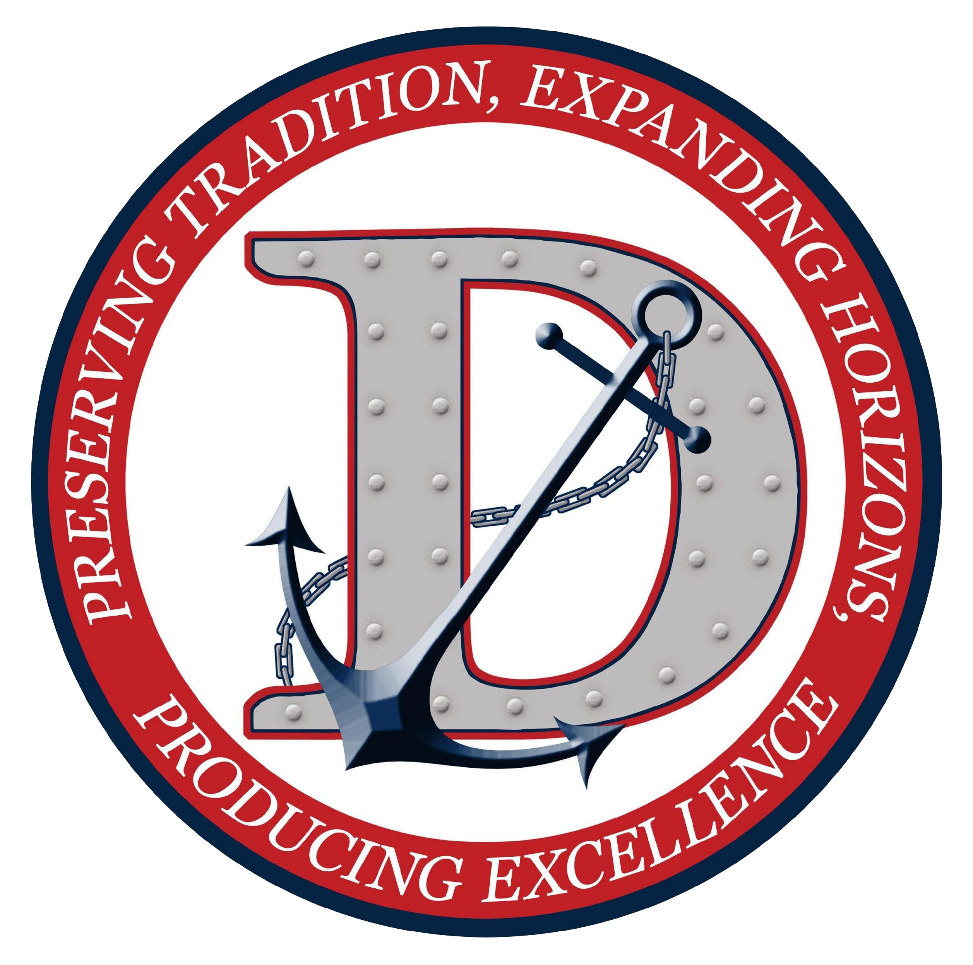 PRESERVING TRADITION, EXPANDING HORIZONS,
D
PRODUCING EXCELLENCE